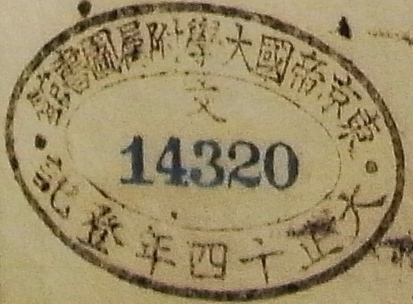 東京帝國大學附屬圖書館
文
14320
大正十四年登記